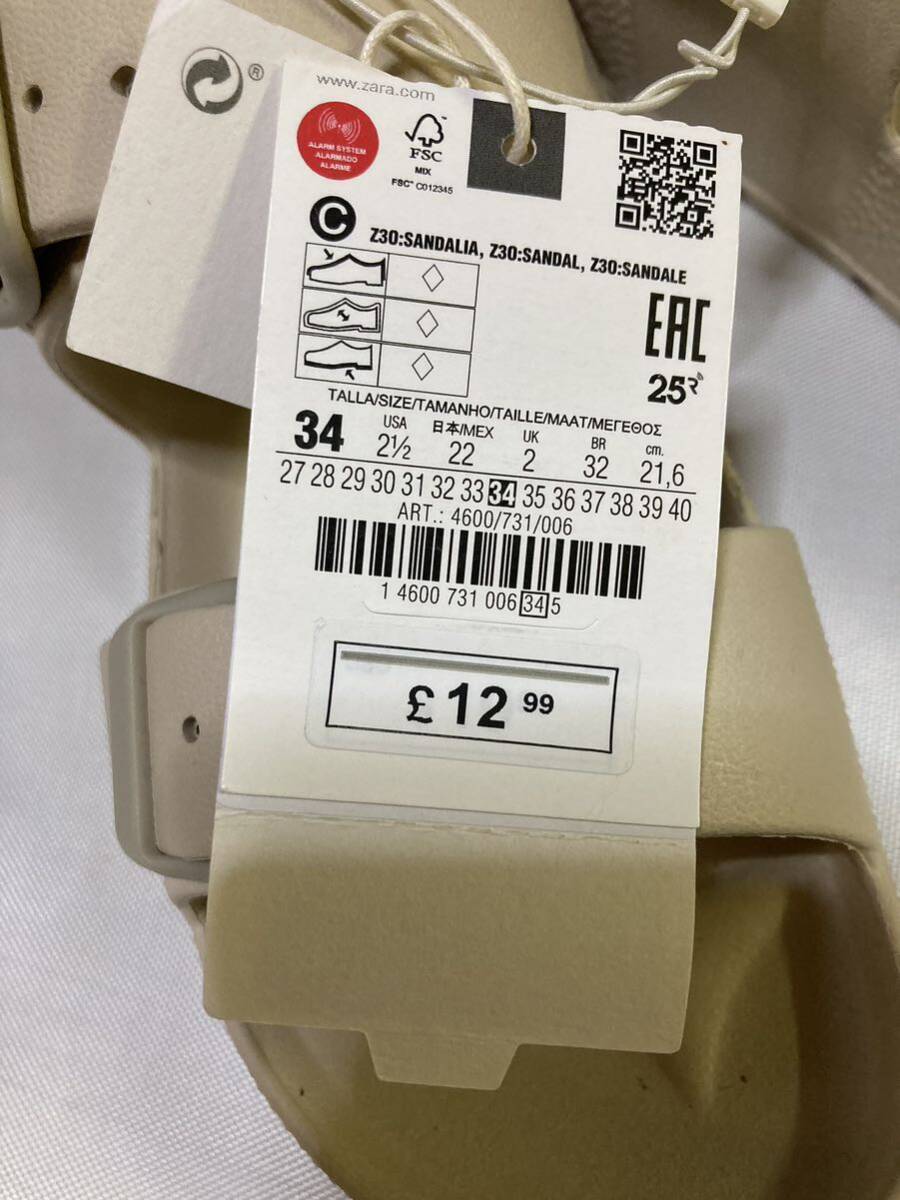 ®
www.zara.com
ALARM SYSTEM
ALARMADO
ALARME
FSC
MIX
FSC® C012345
C
Z30:SANDALIA, Z30:SANDAL, Z30:SANDALE
EAC
25R
TALLA/SIZE/TAMANHO/TAILLE/MAAT/ΜΕΓΕΘΟΣ
34 USA 2½ 日本/MEX 22 UK 2 BR 32 cm. 21,6
27 28 29 30 31 32 33 34 35 36 37 38 39 40
ART.: 4600/731/006
1 4600 731 006 34 5
£ 12 99